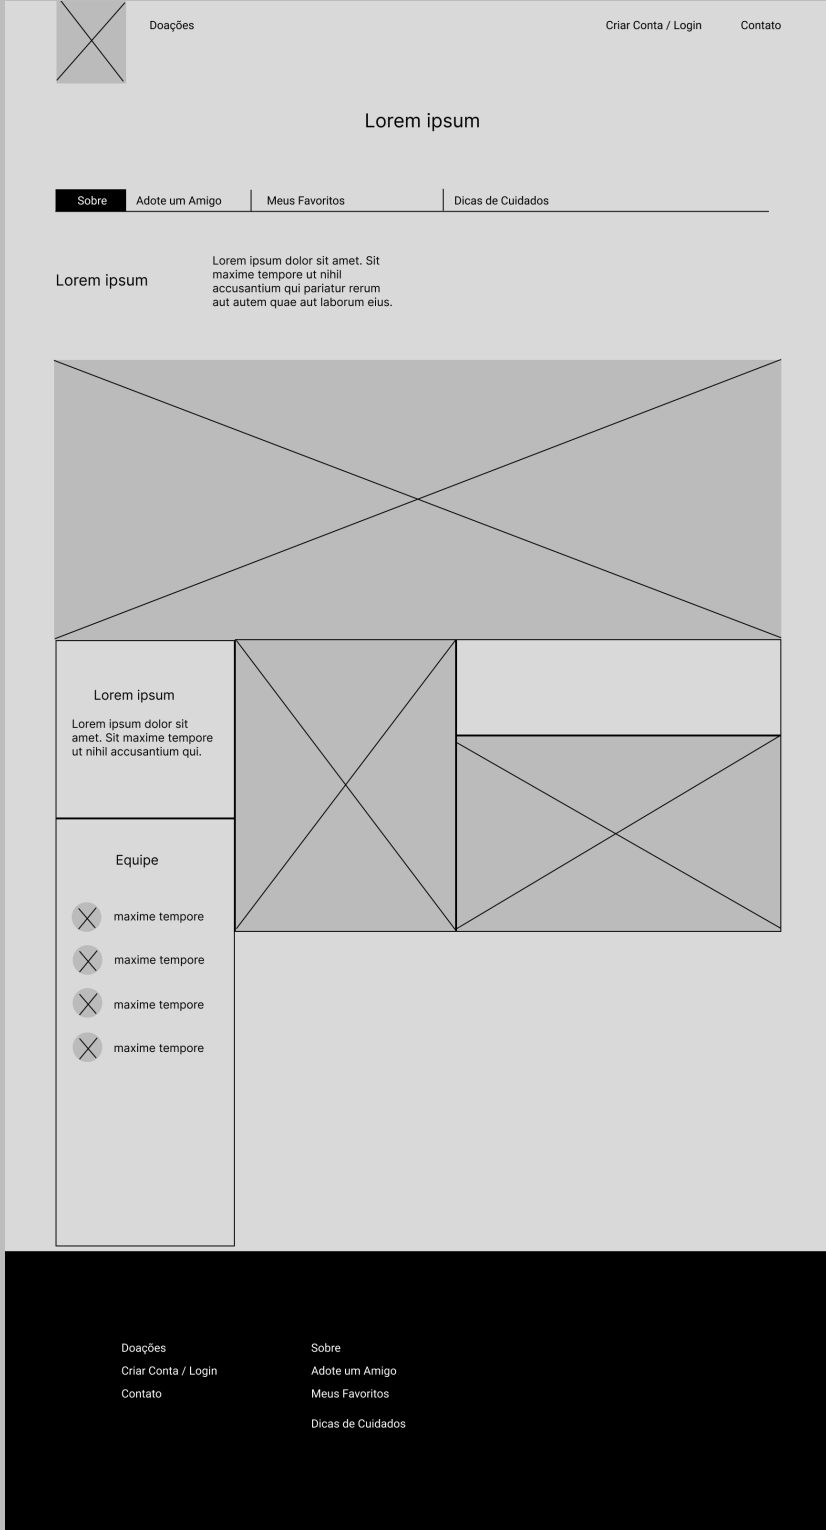 Doações
Criar Conta / Login
Contato
Lorem ipsum
Sobre
Adote um Amigo
Meus Favoritos
Dicas de Cuidados
Lorem ipsum
Lorem ipsum dolor sit amet. Sit
maxime tempore ut nihil
accusantium qui pariatur rerum
aut autem quae aut laborum eius.
Lorem ipsum
Lorem ipsum dolor sit
amet. Sit maxime tempore
ut nihil accusantium qui.
Equipe
maxime tempore
maxime tempore
maxime tempore
maxime tempore
Doações
Criar Conta / Login
Contato
Sobre
Adote um Amigo
Meus Favoritos
Dicas de Cuidados